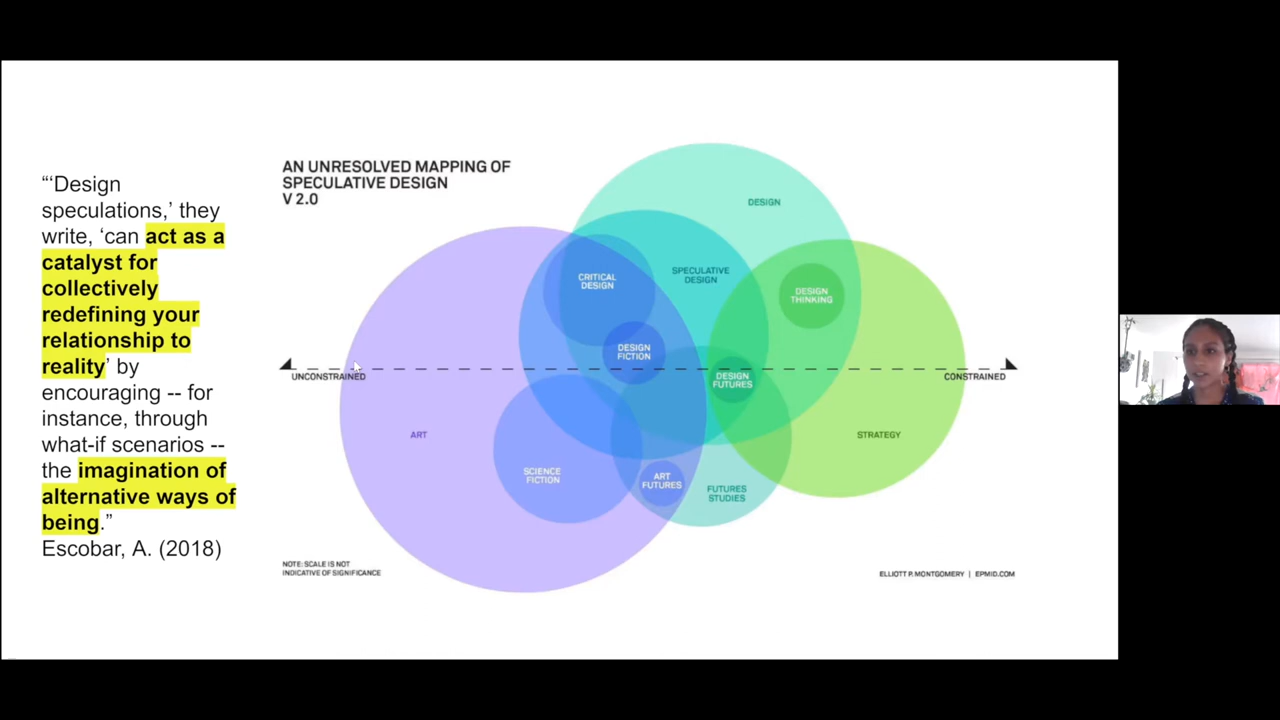 “‘Design
speculations,’ they
write, ‘can act as a
catalyst for
collectively
redefining your
relationship to
reality’ by
encouraging -- for
instance, through
what-if scenarios --
the imagination of
alternative ways of
being.”
Escobar, A. (2018)
AN UNRESOLVED MAPPING OF
SPECULATIVE DESIGN
V 2.0
DESIGN
CRITICAL
DESIGN
SPECULATIVE
DESIGN
DESIGN
THINKING
DESIGN
FICTION
UNCONSTRAINED
DESIGN
FUTURES
CONSTRAINED
ART
STRATEGY
SCIENCE
FICTION
ART
FUTURES
FUTURES
STUDIES
NOTE: SCALE IS NOT
INDICATIVE OF SIGNIFICANCE
ELLIOTT P. MONTGOMERY | EPMID.COM